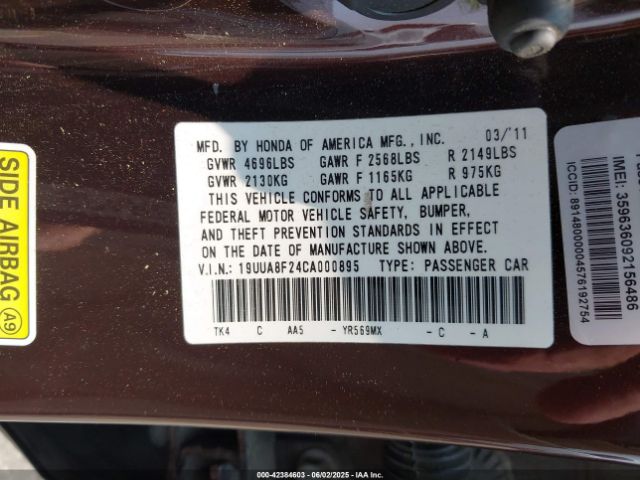 MFD. BY HONDA OF AMERICA MFG., INC. 03/'11
GVWR 4696LBS GAWR F 2568LBS R 2149LBS
GVWR 2130KG GAWR F 1165KG R 975KG
THIS VEHICLE CONFORMS TO ALL APPLICABLE
FEDERAL MOTOR VEHICLE SAFETY, BUMPER,
AND THEFT PREVENTION STANDARDS IN EFFECT
ON THE DATE OF MANUFACTURE SHOWN ABOVE.
V.I.N.: 19UUA8F24CA000895 TYPE: PASSENGER CAR
TK4 C AA5 - YR569MX - C - A
SIDE AIRBAG A9
IMEI: 359636092156486
ICCID: 89148000004576192754
000-42384603 - 06/02/2025 - IAAI.COM